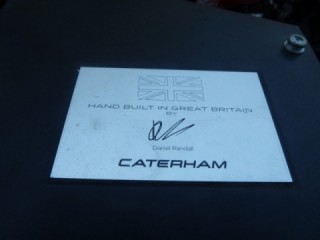 HAND BUILT IN GREAT BRITAIN
BY
Daniel Randall
CATERHAM